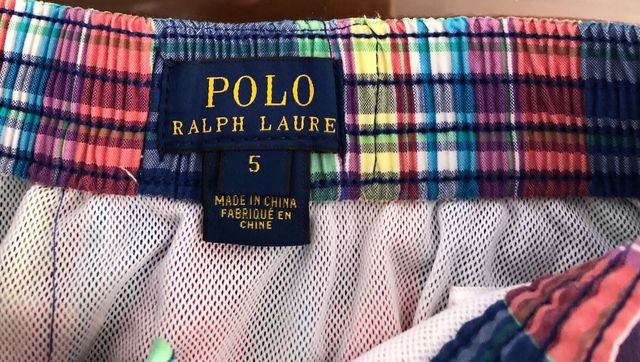 POLO
RALPH LAURE
5
MADE IN CHINA
FABRIQUÉ EN
CHINE